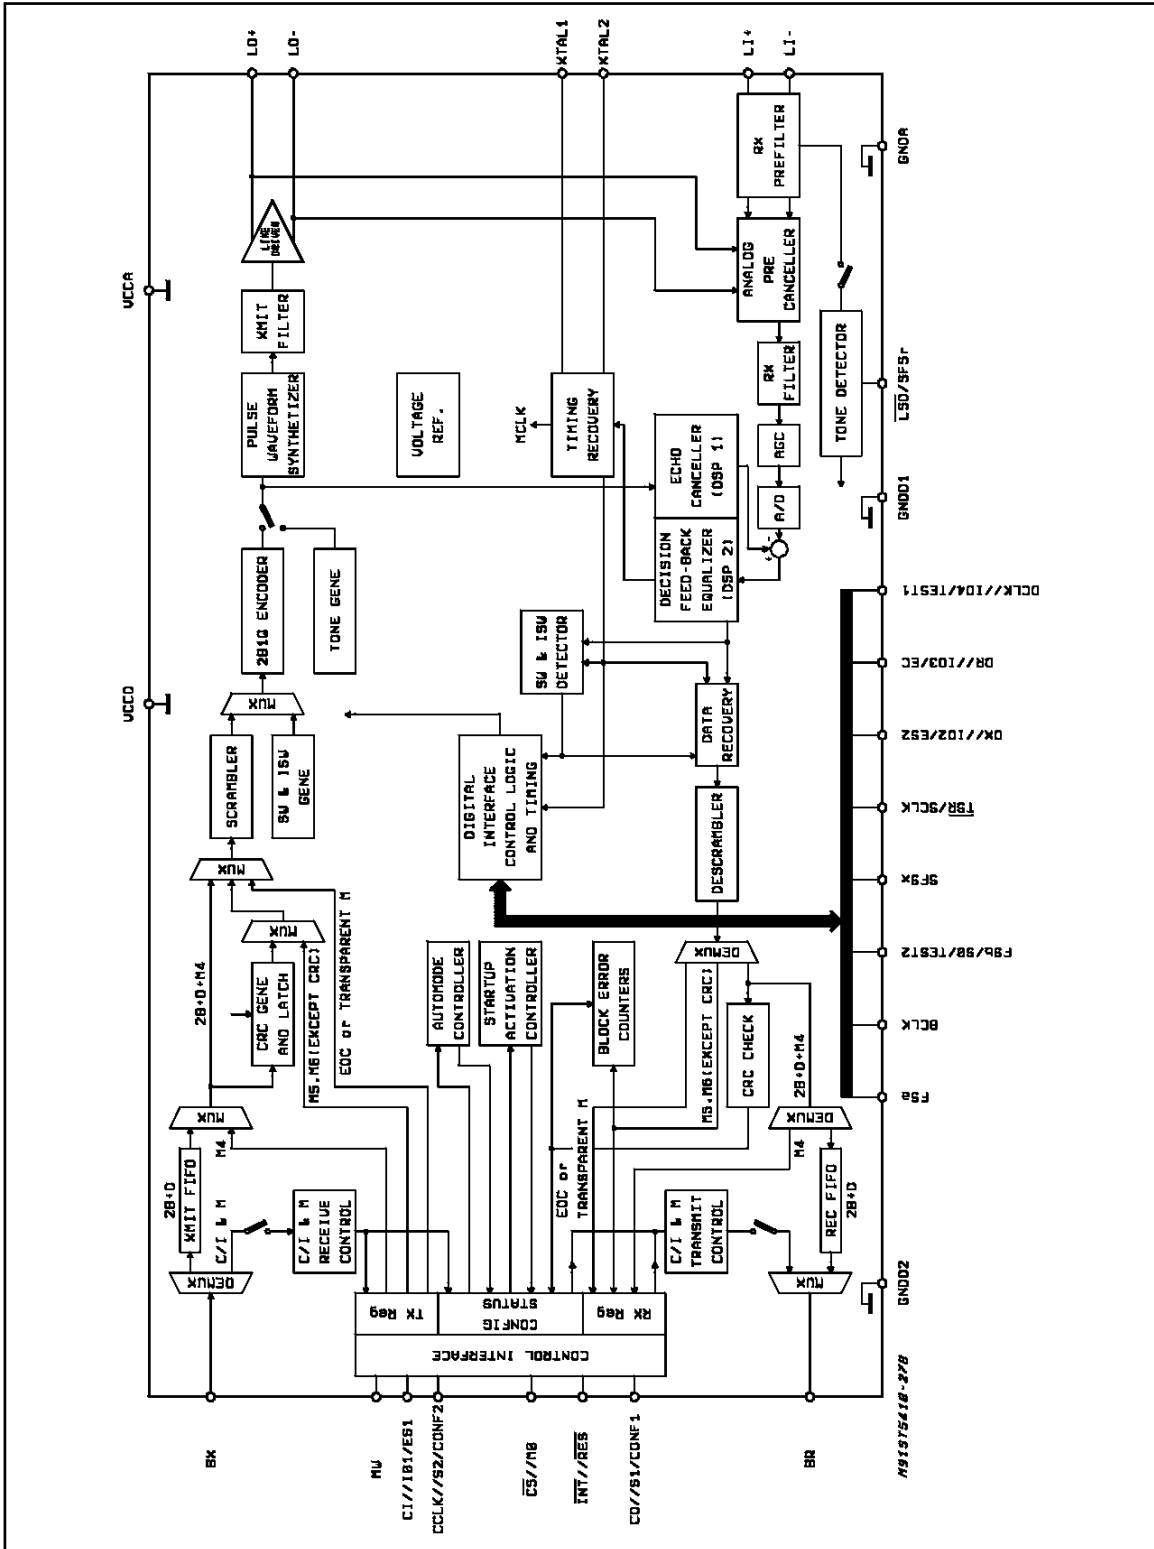 LO+
LO-
XTAL1
XTAL2
LI+
LI-
VCCA
VCCD
GNDA
LSD/SFSr
GNDD1
DCLK//IO4/TEST1
DR//IO3/EC
DX//IO2/ES2
TSR/SCLK
SFSx
FSb/S0/TEST2
BCLK
FSa
GNDD2
BX
MW
CI//IO1/ES1
CCLK//S2/CONF2
CS//M0
INT//RES
CO//S1/CONF1
BR
LINE
DRIVER
XMIT
FILTER
PULSE
WAVEFORM
SYNTHETIZER
2B1Q ENCODER
TONE GENE
MUX
SCRAMBLER
SW & ISW
GENE
MUX
MUX
CRC GENE
AND LATCH
M5.M6(EXCEPT CRC)
EOC or TRANSPARENT M
2B+D+M4
MUX
M4
XMIT FIFO
2B+D
DEMUX
C/I & M
C/I & M
RECEIVE
CONTROL
VOLTAGE
REF.
MCLK
TIMING
RECOVERY
SW & ISW
DETECTOR
DIGITAL
INTERFACE
CONTROL LOGIC
AND TIMING
AUTOMODE
CONTROLLER
STARTUP
ACTIVATION
CONTROLLER
BLOCK ERROR
COUNTERS
RX
PREFILTER
ANALOG
PRE
CANCELLER
RX
FILTER
AGC
A/D
TONE DETECTOR
ECHO
CANCELLER
(DSP 1)
DECISION
FEED-BACK
EQUALIZER
(DSP 2)
+
-
DATA
RECOVERY
DESCRAMBLER
DEMUX
M5.M6(EXCEPT CRC)
CRC CHECK
2B+D+M4
DEMUX
M4
EOC or
TRANSPARENT M
REC FIFO
2B+D
C/I & M
TRANSMIT
CONTROL
MUX
TX Reg
CONFIG
STATUS
RX Reg
CONTROL INTERFACE